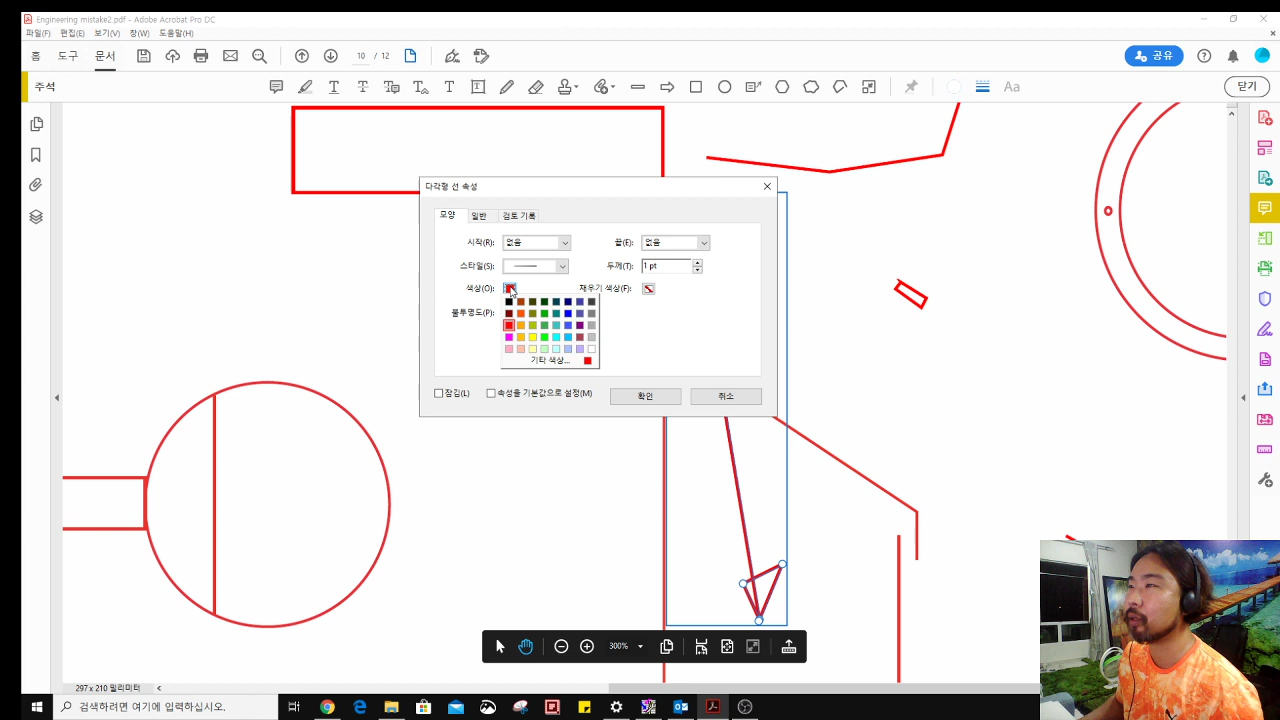 Engineering mistake2.pdf - Adobe Acrobat Pro DC
파일(F) 편집(E) 보기(V) 창(W) 도움말(H)
홈 도구 문서 10 / 12 공유
주석 Aa 닫기
다각형 선 속성
모양 일반 검토 기록
시작(R): 없음 끝(E): 없음
스타일(S): 두께(T): 1 pt
색상(O): 채우기 색상(F):
불투명도(P):
기타 색상...
잠김(L) 속성을 기본값으로 설정(M) 확인 취소
300%
297 x 210 밀리미터
검색하려면 여기에 입력하십시오.